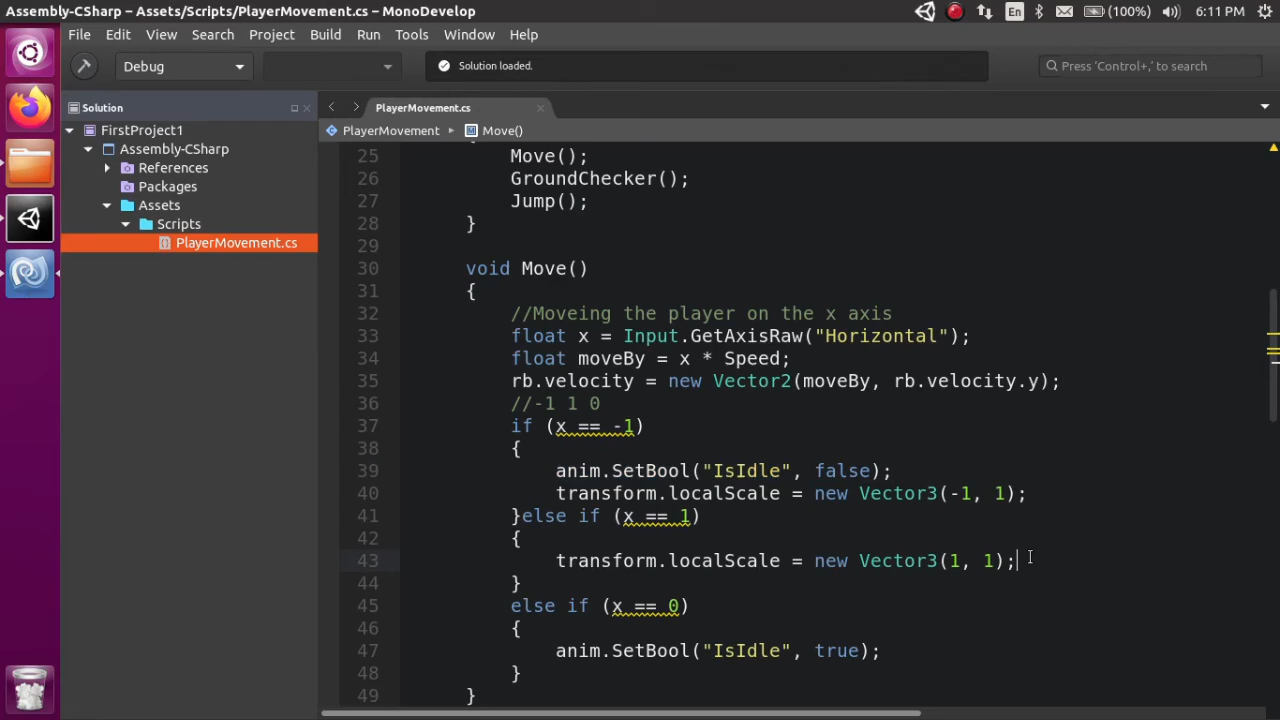 Assembly-CSharp – Assets/Scripts/PlayerMovement.cs – MonoDevelop
En
(100%)
6:11 PM
File Edit View Search Project Build Run Tools Window Help
Debug
Solution loaded.
Press 'Control+,' to search
Solution
PlayerMovement.cs
FirstProject1
Assembly-CSharp
References
Packages
Assets
Scripts
PlayerMovement.cs
PlayerMovement
Move()
25 Move();
26 GroundChecker();
27 Jump();
28 }
29
30 void Move()
31 {
32 //Moveing the player on the x axis
33 float x = Input.GetAxisRaw("Horizontal");
34 float moveBy = x * Speed;
35 rb.velocity = new Vector2(moveBy, rb.velocity.y);
36 //-1 1 0
37 if (x == -1)
38 {
39 anim.SetBool("IsIdle", false);
40 transform.localScale = new Vector3(-1, 1);
41 }else if (x == 1)
42 {
43 transform.localScale = new Vector3(1, 1);
44 }
45 else if (x == 0)
46 {
47 anim.SetBool("IsIdle", true);
48 }
49 }